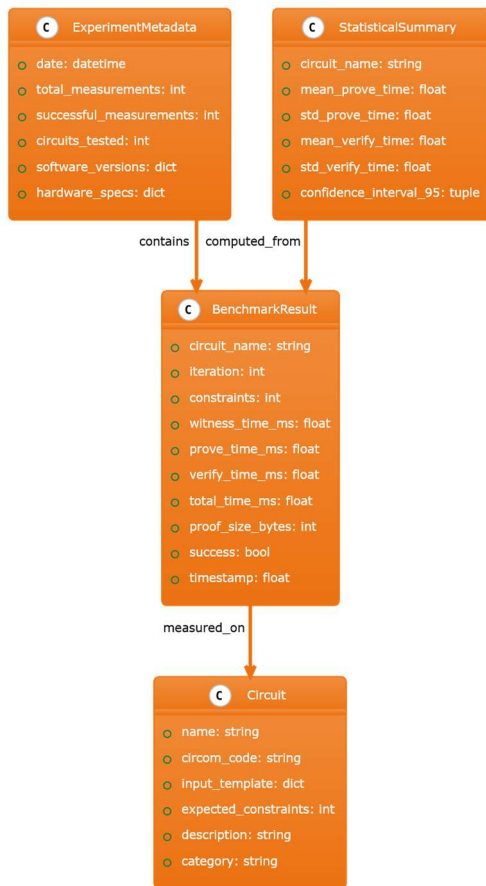 C ExperimentMetadata
date: datetime
total_measurements: int
successful_measurements: int
circuits_tested: int
software_versions: dict
hardware_specs: dict
C StatisticalSummary
circuit_name: string
mean_prove_time: float
std_prove_time: float
mean_verify_time: float
std_verify_time: float
confidence_interval_95: tuple
contains
computed_from
C BenchmarkResult
circuit_name: string
iteration: int
constraints: int
witness_time_ms: float
prove_time_ms: float
verify_time_ms: float
total_time_ms: float
proof_size_bytes: int
success: bool
timestamp: float
measured_on
C Circuit
name: string
circom_code: string
input_template: dict
expected_constraints: int
description: string
category: string